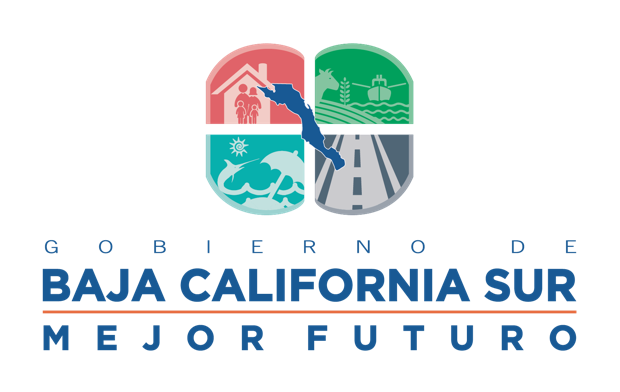 GOBIERNO DE
BAJA CALIFORNIA SUR
MEJOR FUTURO